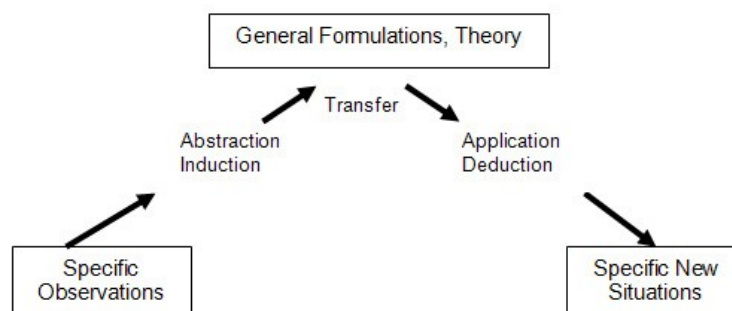 General Formulations, Theory
Transfer
Abstraction
Induction
Application
Deduction
Specific
Observations
Specific New
Situations